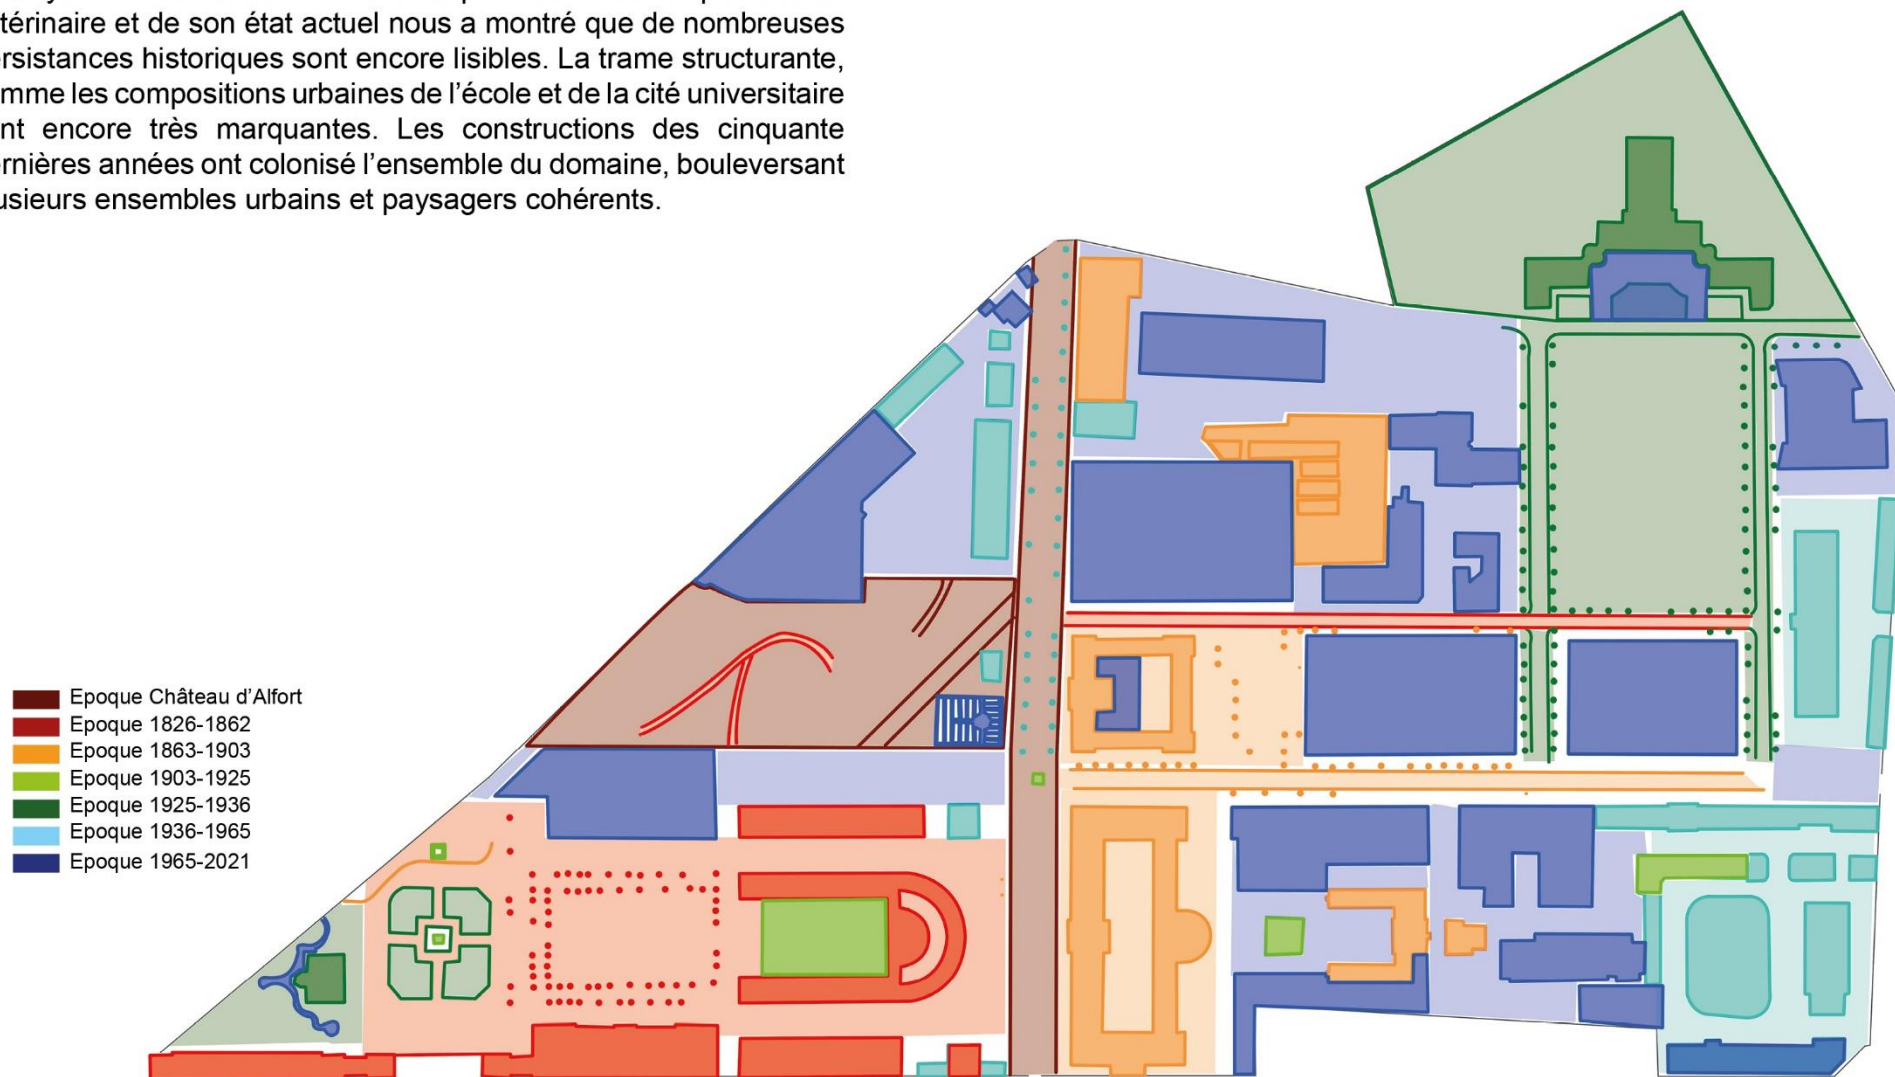 térinaire et de son état actuel nous a montré que de nombreuses
rsistances historiques sont encore lisibles. La trame structurante,
mme les compositions urbaines de l’école et de la cité universitaire
nt encore très marquantes. Les constructions des cinquante
rnières années ont colonisé l’ensemble du domaine, bouleversant
usieurs ensembles urbains et paysagers cohérents.
Epoque Château d’Alfort
Epoque 1826-1862
Epoque 1863-1903
Epoque 1903-1925
Epoque 1925-1936
Epoque 1936-1965
Epoque 1965-2021